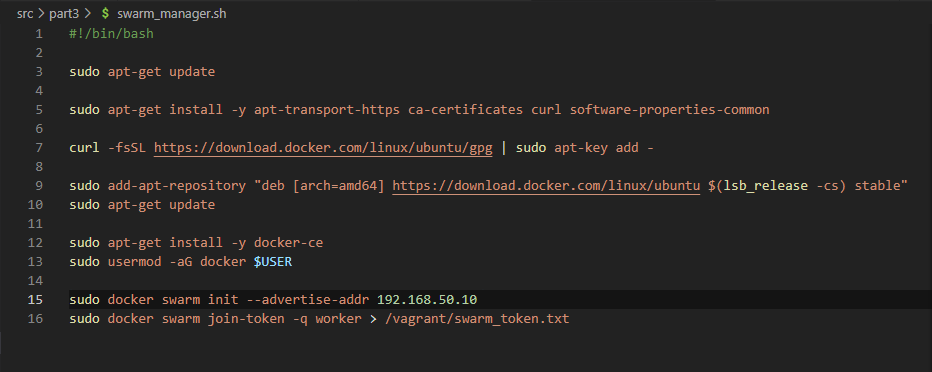 src > part3 > $ swarm_manager.sh
1 #!/bin/bash
2
3 sudo apt-get update
4
5 sudo apt-get install -y apt-transport-https ca-certificates curl software-properties-common
6
7 curl -fsSL https://download.docker.com/linux/ubuntu/gpg | sudo apt-key add -
8
9 sudo add-apt-repository "deb [arch=amd64] https://download.docker.com/linux/ubuntu $(lsb_release -cs) stable"
10 sudo apt-get update
11
12 sudo apt-get install -y docker-ce
13 sudo usermod -aG docker $USER
14
15 sudo docker swarm init --advertise-addr 192.168.50.10
16 sudo docker swarm join-token -q worker > /vagrant/swarm_token.txt